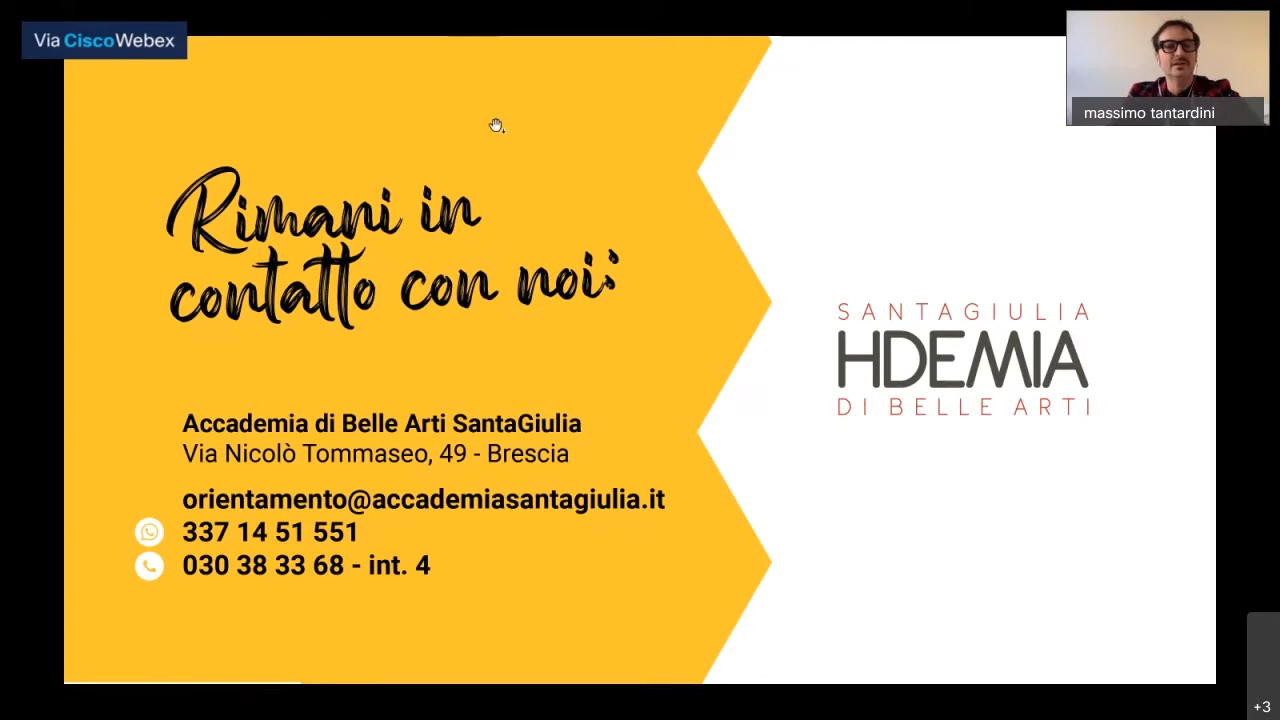 Via CiscoWebex
massimo tantardini
Rimani in
contatto con noi:
SANTAGIULIA
HDEMIA
DI BELLE ARTI
Accademia di Belle Arti SantaGiulia
Via Nicolò Tommaseo, 49 - Brescia
orientamento@accademiasantagiulia.it
337 14 51 551
030 38 33 68 - int. 4
+3